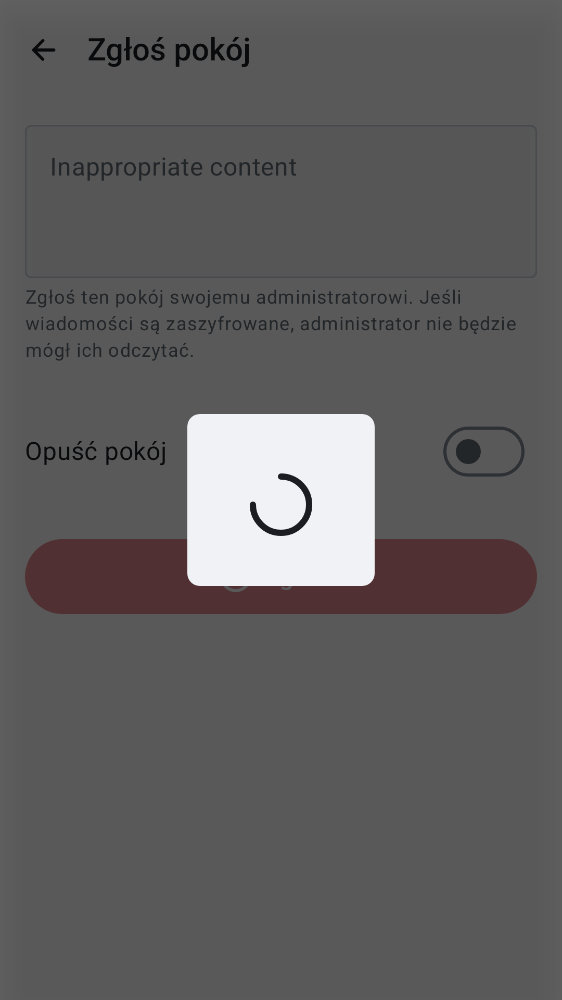 Zgłoś pokój
Inappropriate content
Zgłoś ten pokój swojemu administratorowi. Jeśli
wiadomości są zaszyfrowane, administrator nie będzie
mógł ich odczytać.
Opuść pokój